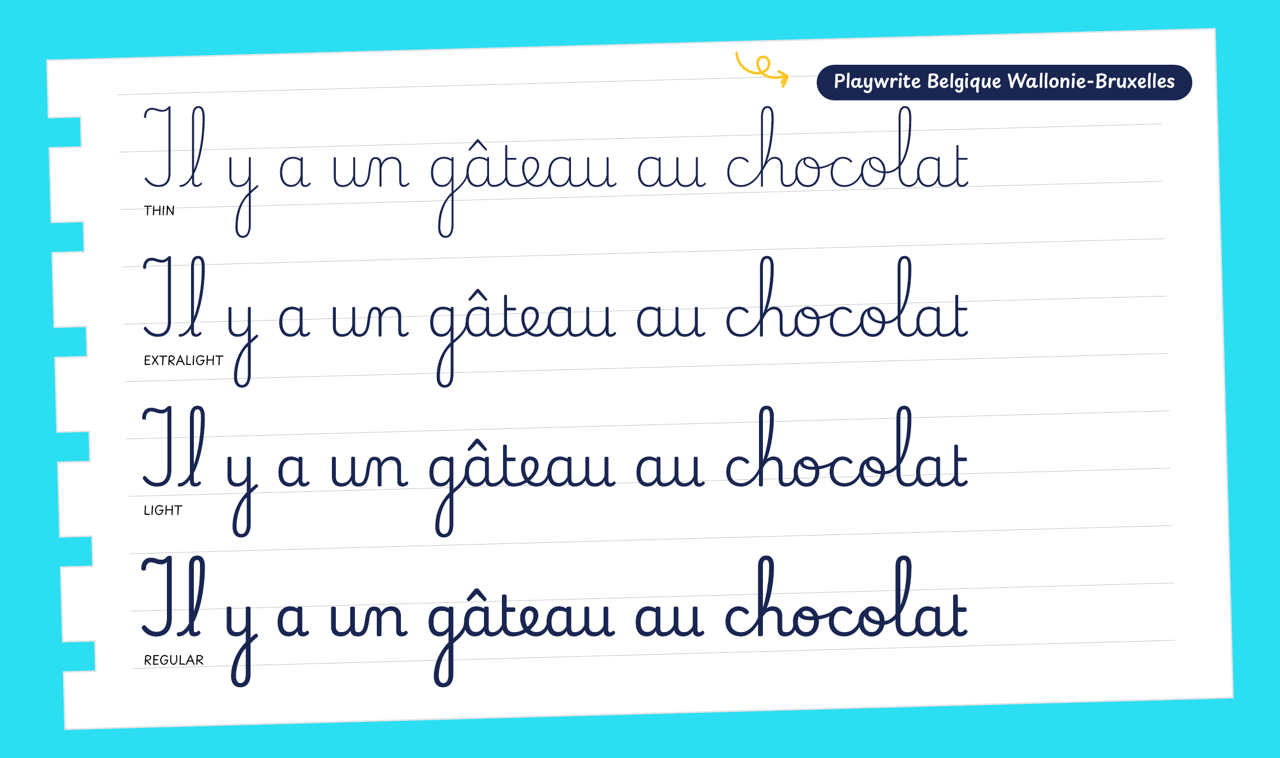 Playwrite Belgique Wallonie-Bruxelles
Il y a un gâteau au chocolat
THIN
Il y a un gâteau au chocolat
EXTRALIGHT
Il y a un gâteau au chocolat
LIGHT
Il y a un gâteau au chocolat
REGULAR